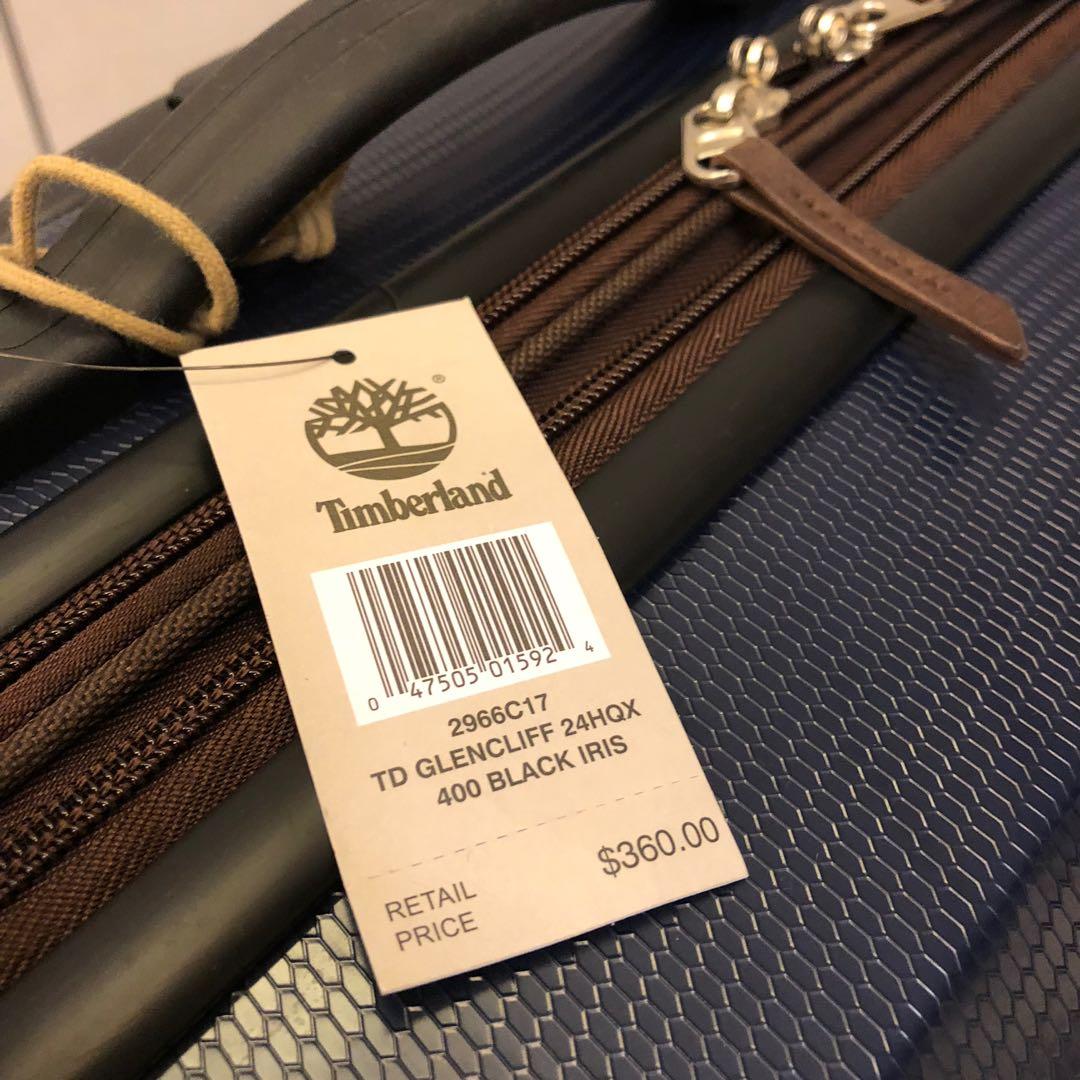 ®
Timberland
0 47505 01592 4
2966C17
TD GLENCLIFF 24HQX
400 BLACK IRIS
$360.00
RETAIL
PRICE